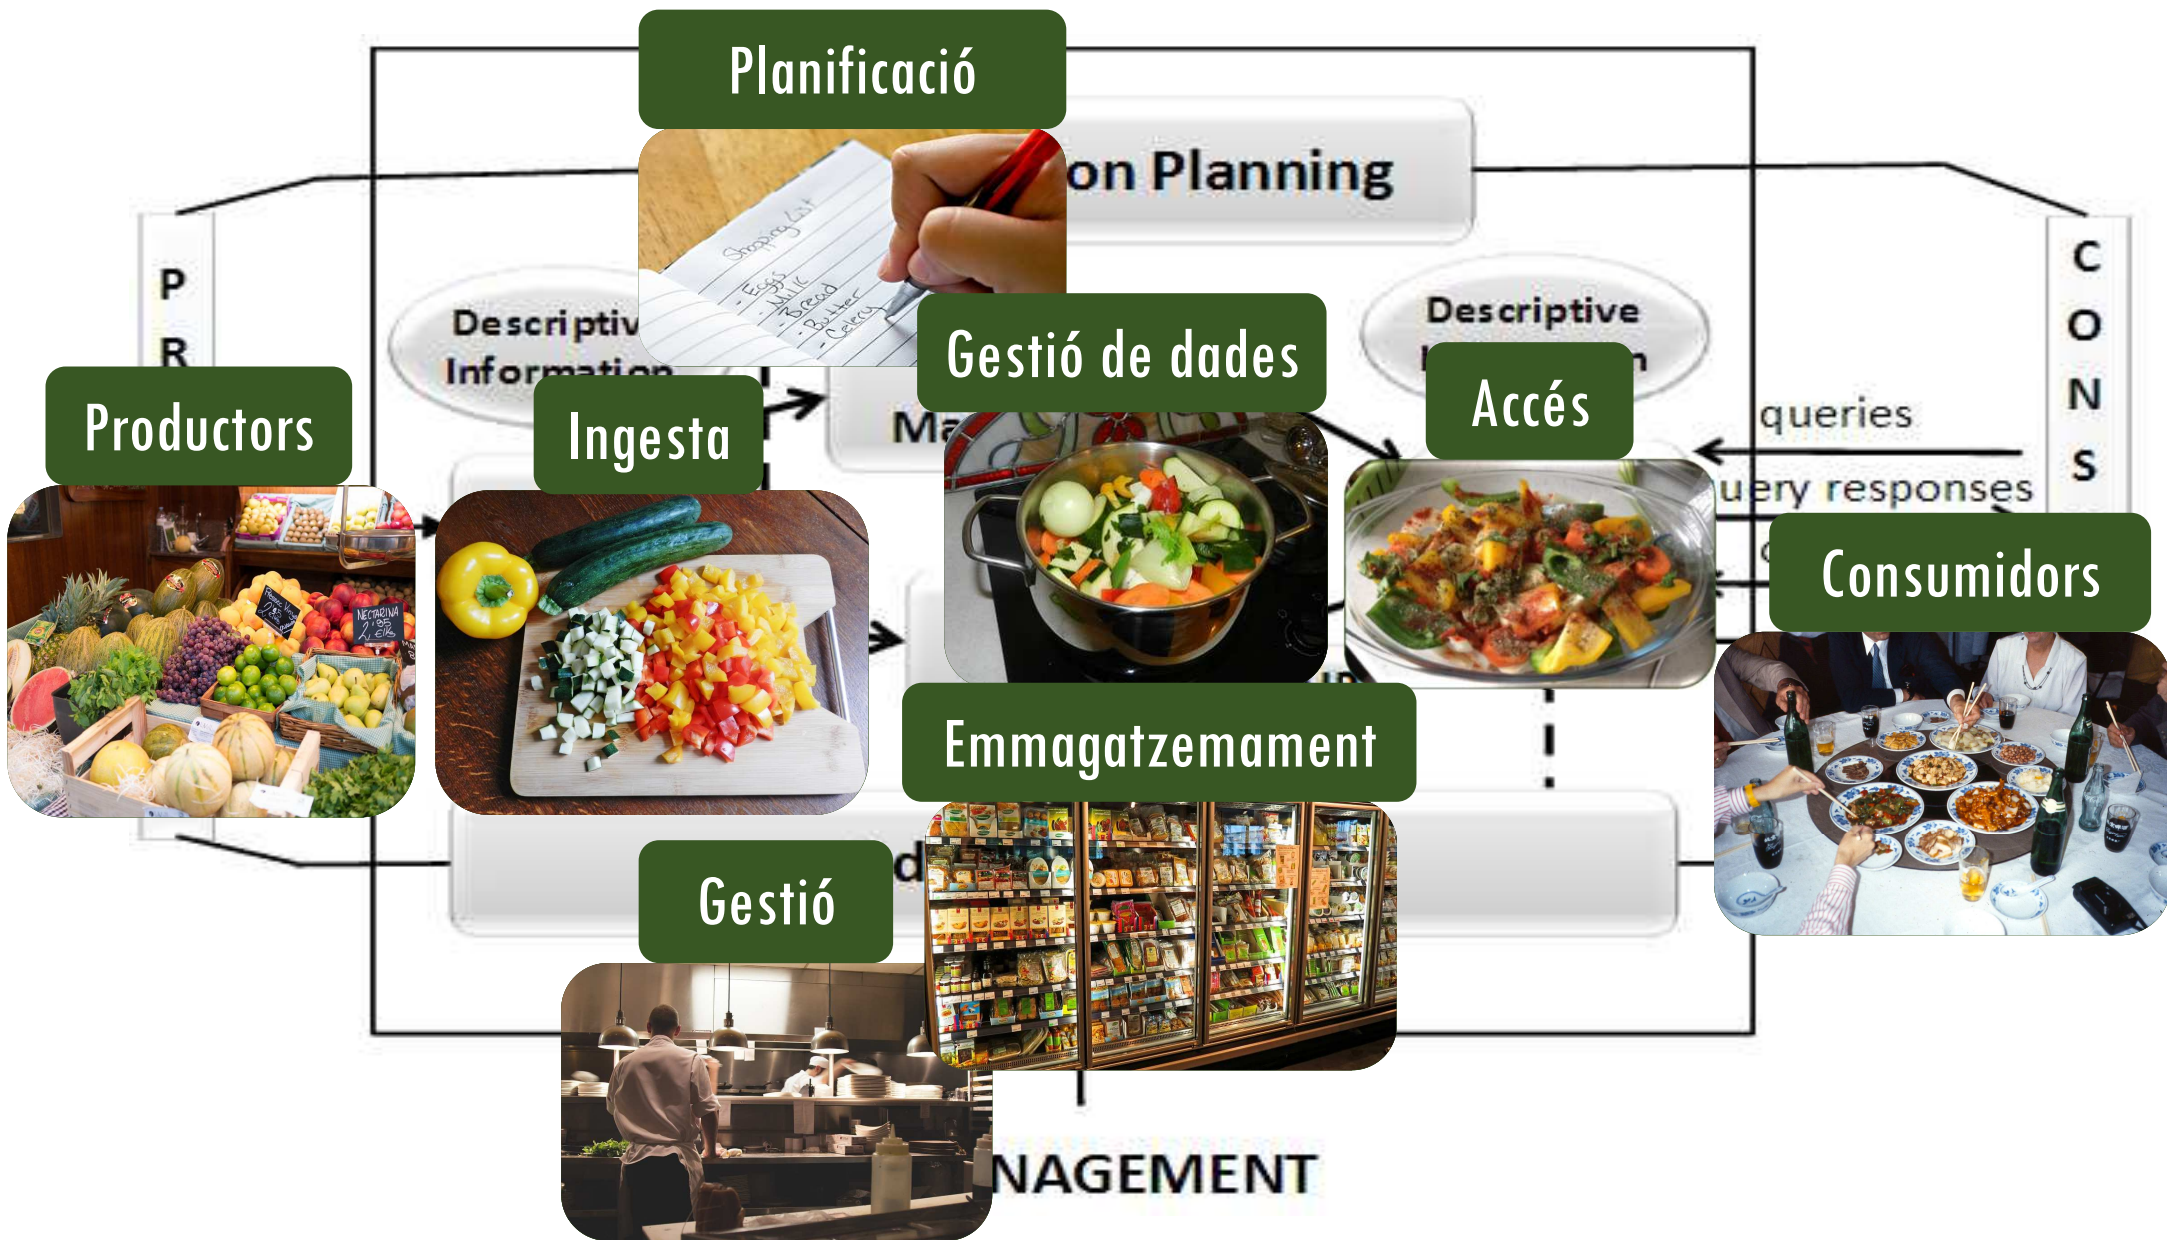 Planificació
on Planning
Shopping List
- Eggs
- Milk
- Bread
- Butter
- Celery
P
R
Descriptiv
Information
Descriptive
C
O
N
S
Gestió de dades
Accés
queries
uery responses
Productors
Ingesta
Ma
Consumidors
NECTARINA
Emmagatzemament
Gestió
d
NAGEMENT